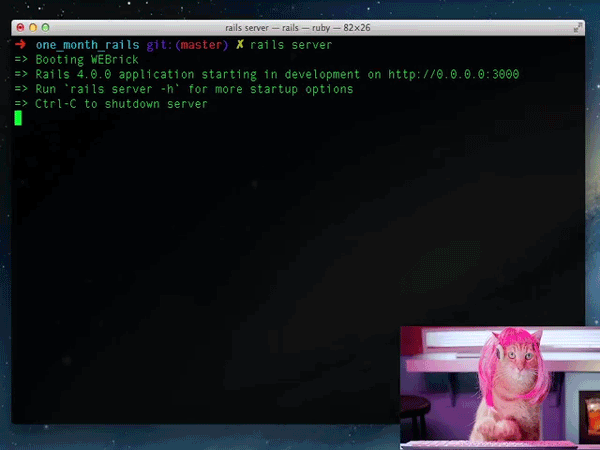 rails server — rails — ruby — 82×26
➜ one_month_rails git:(master) ✗ rails server
=> Booting WEBrick
=> Rails 4.0.0 application starting in development on http://0.0.0.0:3000
=> Run `rails server -h` for more startup options
=> Ctrl-C to shutdown server